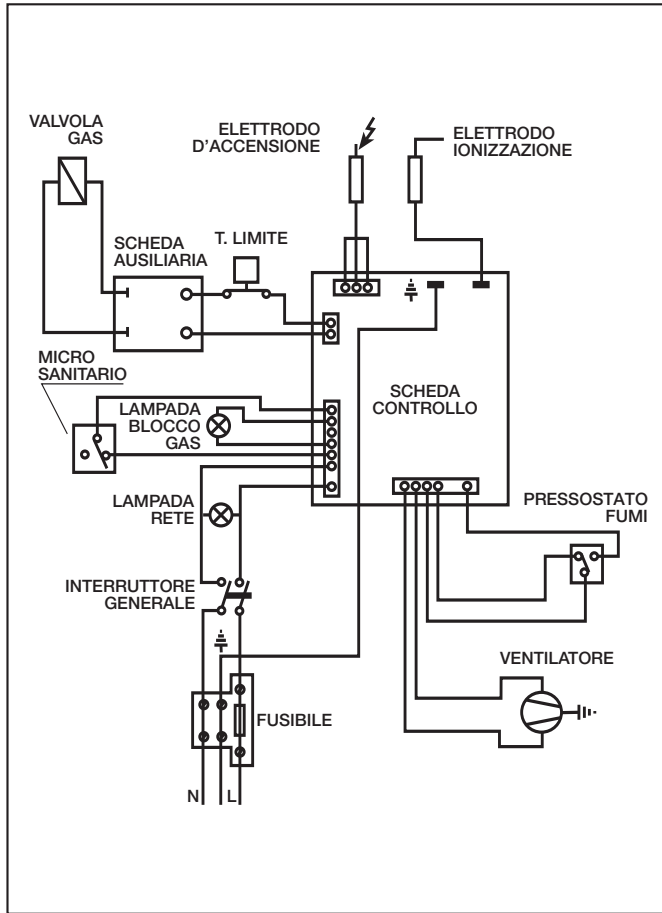 VALVOLA
GAS
ELETTRODO
D'ACCENSIONE
ELETTRODO
IONIZZAZIONE
SCHEDA
AUSILIARIA
T. LIMITE
MICRO
SANITARIO
LAMPADA
BLOCCO
GAS
SCHEDA
CONTROLLO
LAMPADA
RETE
PRESSOSTATO
FUMI
INTERRUTTORE
GENERALE
VENTILATORE
FUSIBILE
N L